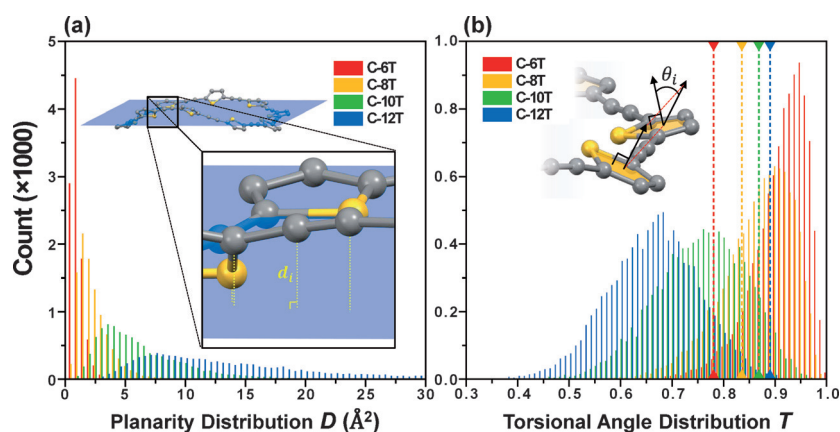 (a)
5
4
3
2
1
0
Count (×1000)
C-6T
C-8T
C-10T
C-12T
d_i
0 5 10 15 20 25 30
Planarity Distribution D (Å²)
(b)
1.0
0.8
0.6
0.4
0.2
0.0
C-6T
C-8T
C-10T
C-12T
θ_i
0.3 0.4 0.5 0.6 0.7 0.8 0.9 1.0
Torsional Angle Distribution T